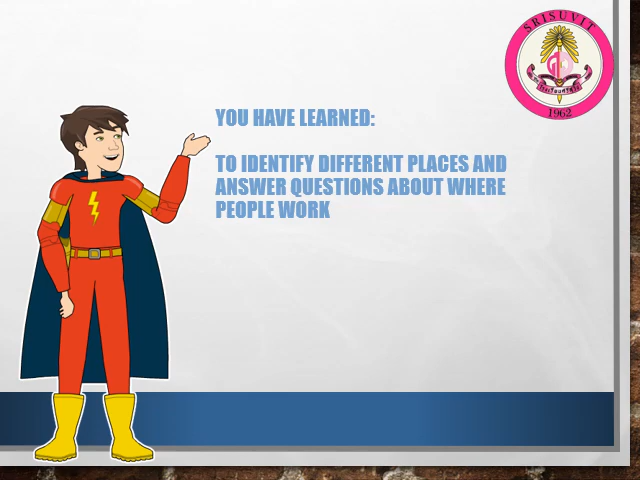 SRISUVIT
1962
YOU HAVE LEARNED:
TO IDENTIFY DIFFERENT PLACES AND
ANSWER QUESTIONS ABOUT WHERE
PEOPLE WORK